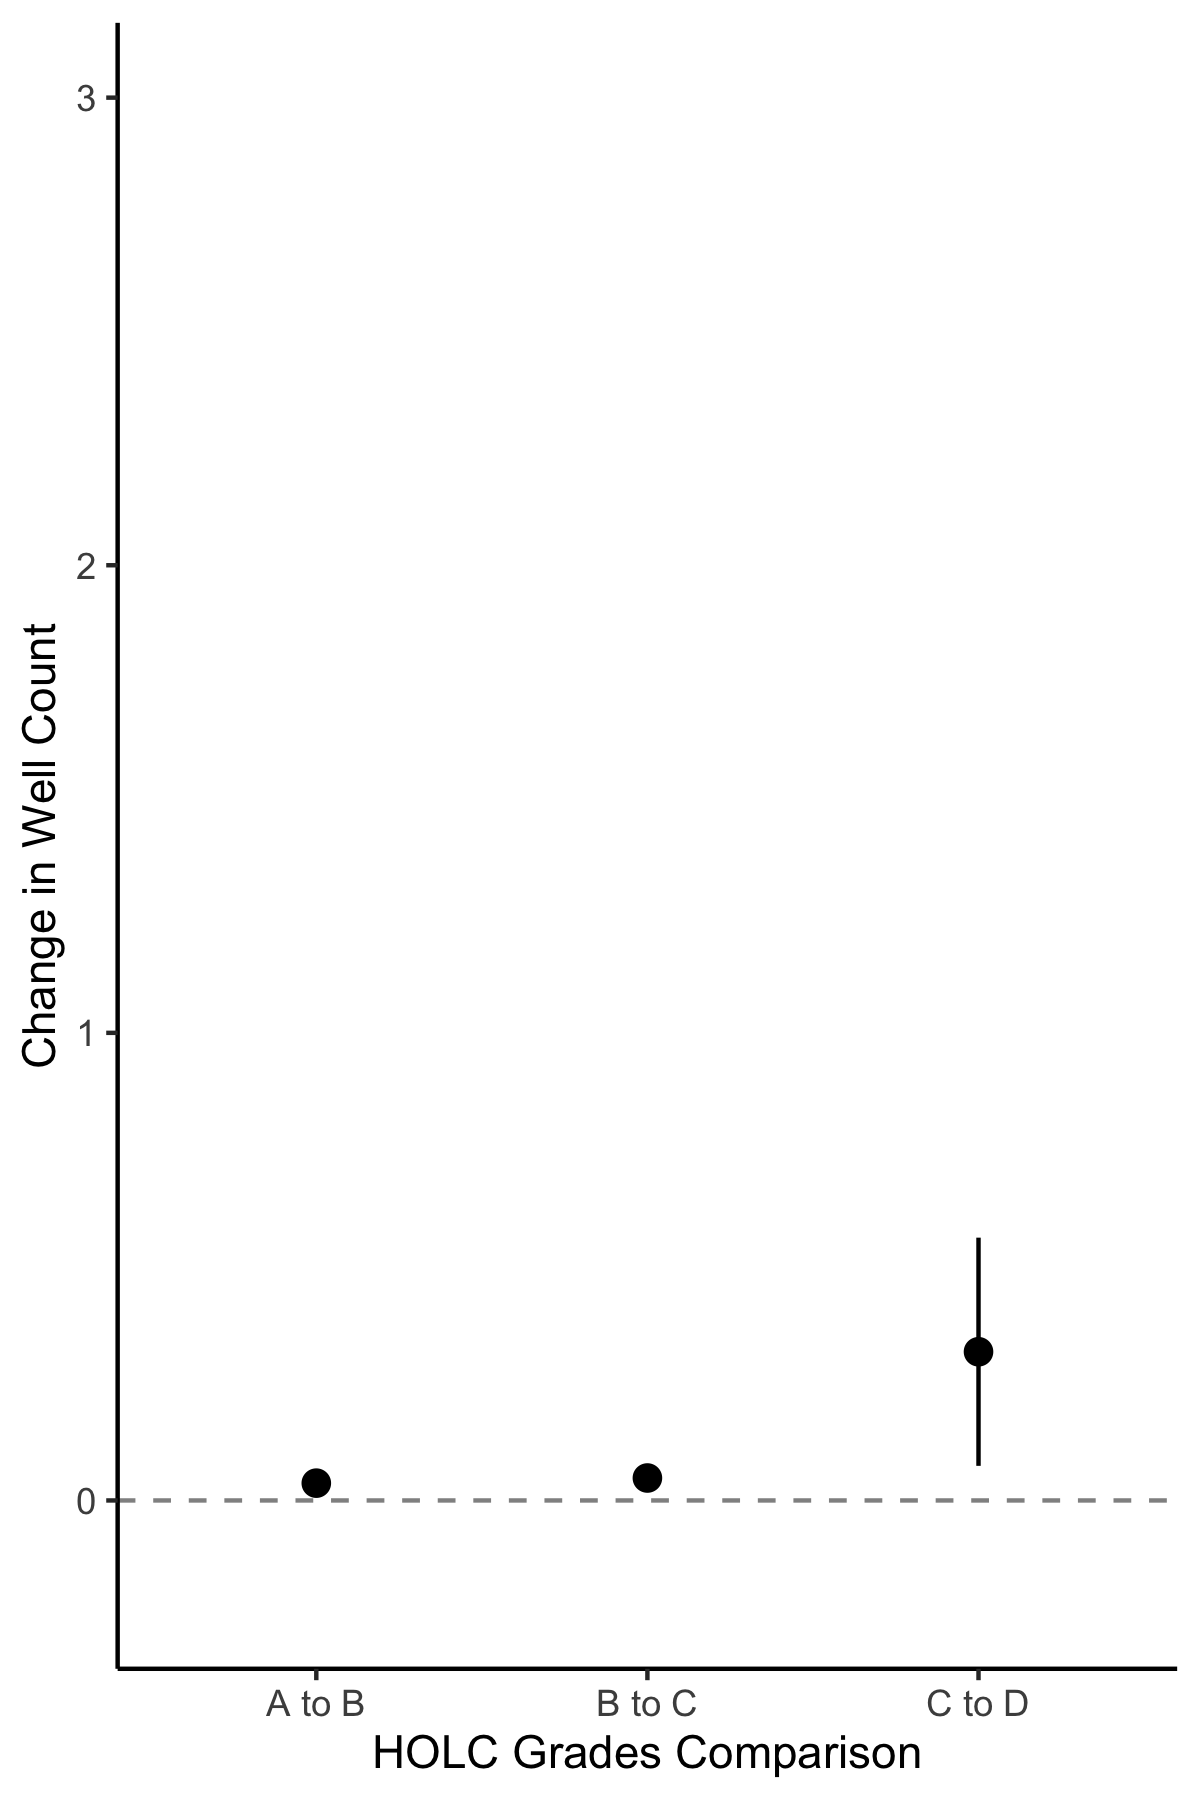 Change in Well Count
3
2
1
0
A to B
B to C
C to D
HOLC Grades Comparison